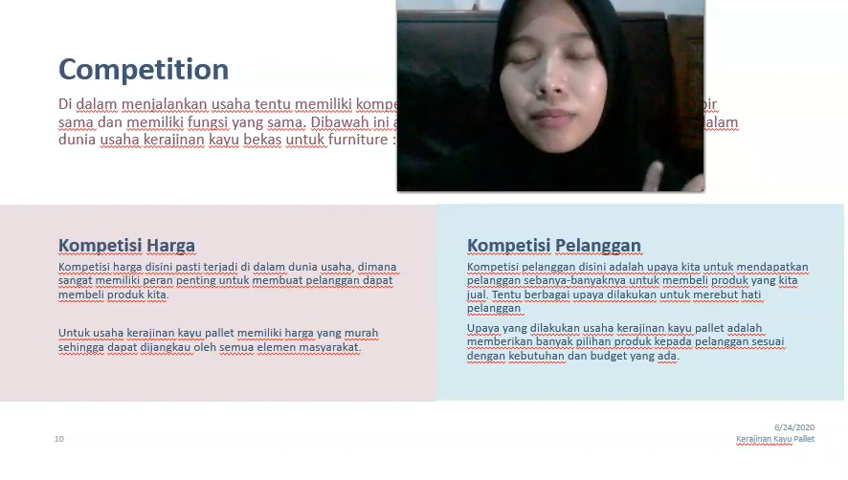 Competition
Di dalam menjalankan usaha tentu memiliki kompe
sama dan memiliki fungsi yang sama. Dibawah ini dalam
dunia usaha kerajinan kayu bekas untuk furniture :
Kompetisi Harga
Kompetisi harga disini pasti terjadi di dalam dunia usaha, dimana
sangat memiliki peran penting untuk membuat pelanggan dapat
membeli produk kita.
Untuk usaha kerajinan kayu pallet memiliki harga yang murah
sehingga dapat dijangkau oleh semua elemen masyarakat.
Kompetisi Pelanggan
Kompetisi pelanggan disini adalah upaya kita untuk mendapatkan
pelanggan sebanya-banyaknya untuk membeli produk yang kita
jual. Tentu berbagai upaya dilakukan untuk merebut hati
pelanggan
Upaya yang dilakukan usaha kerajinan kayu pallet adalah
memberikan banyak pilihan produk kepada pelanggan sesuai
dengan kebutuhan dan budget yang ada.
10
6/24/2020
Kerajinan Kayu Pallet